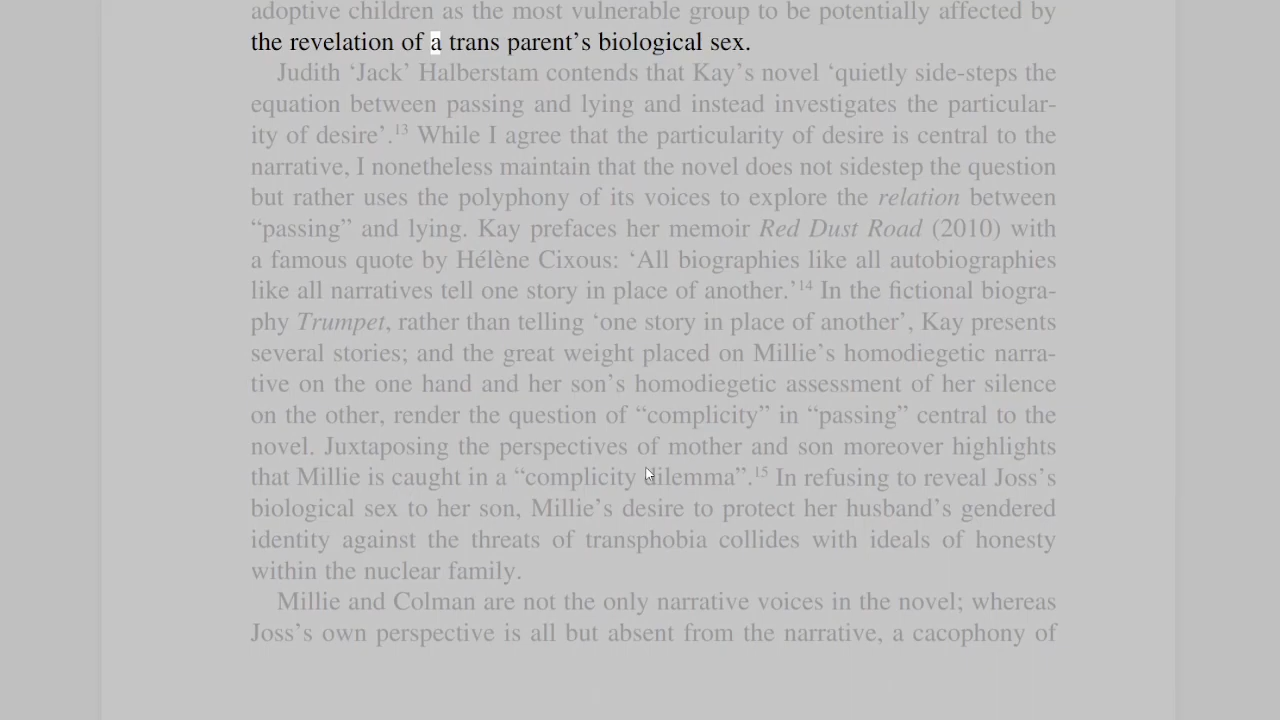 adoptive children as the most vulnerable group to be potentially affected by
the revelation of a trans parent’s biological sex.
Judith ‘Jack’ Halberstam contends that Kay’s novel ‘quietly side-steps the
equation between passing and lying and instead investigates the particular-
ity of desire’.13 While I agree that the particularity of desire is central to the
narrative, I nonetheless maintain that the novel does not sidestep the question
but rather uses the polyphony of its voices to explore the relation between
“passing” and lying. Kay prefaces her memoir Red Dust Road (2010) with
a famous quote by Hélène Cixous: ‘All biographies like all autobiographies
like all narratives tell one story in place of another.’14 In the fictional biogra-
phy Trumpet, rather than telling ‘one story in place of another’, Kay presents
several stories; and the great weight placed on Millie’s homodiegetic narra-
tive on the one hand and her son’s homodiegetic assessment of her silence
on the other, render the question of “complicity” in “passing” central to the
novel. Juxtaposing the perspectives of mother and son moreover highlights
that Millie is caught in a “complicity dilemma”.15 In refusing to reveal Joss’s
biological sex to her son, Millie’s desire to protect her husband’s gendered
identity against the threats of transphobia collides with ideals of honesty
within the nuclear family.
Millie and Colman are not the only narrative voices in the novel; whereas
Joss’s own perspective is all but absent from the narrative, a cacophony of